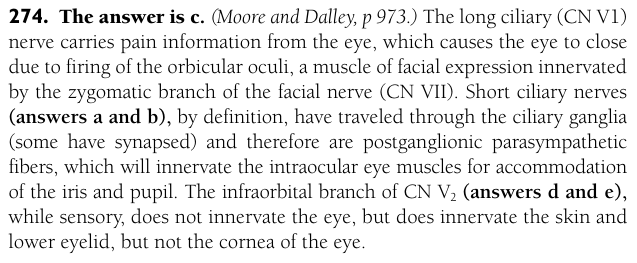 274. The answer is c. (Moore and Dalley, p 973.) The long ciliary (CN V1)
nerve carries pain information from the eye, which causes the eye to close
due to firing of the orbicular oculi, a muscle of facial expression innervated
by the zygomatic branch of the facial nerve (CN VII). Short ciliary nerves
(answers a and b), by definition, have traveled through the ciliary ganglia
(some have synapsed) and therefore are postganglionic parasympathetic
fibers, which will innervate the intraocular eye muscles for accommodation
of the iris and pupil. The infraorbital branch of CN V₂ (answers d and e),
while sensory, does not innervate the eye, but does innervate the skin and
lower eyelid, but not the cornea of the eye.